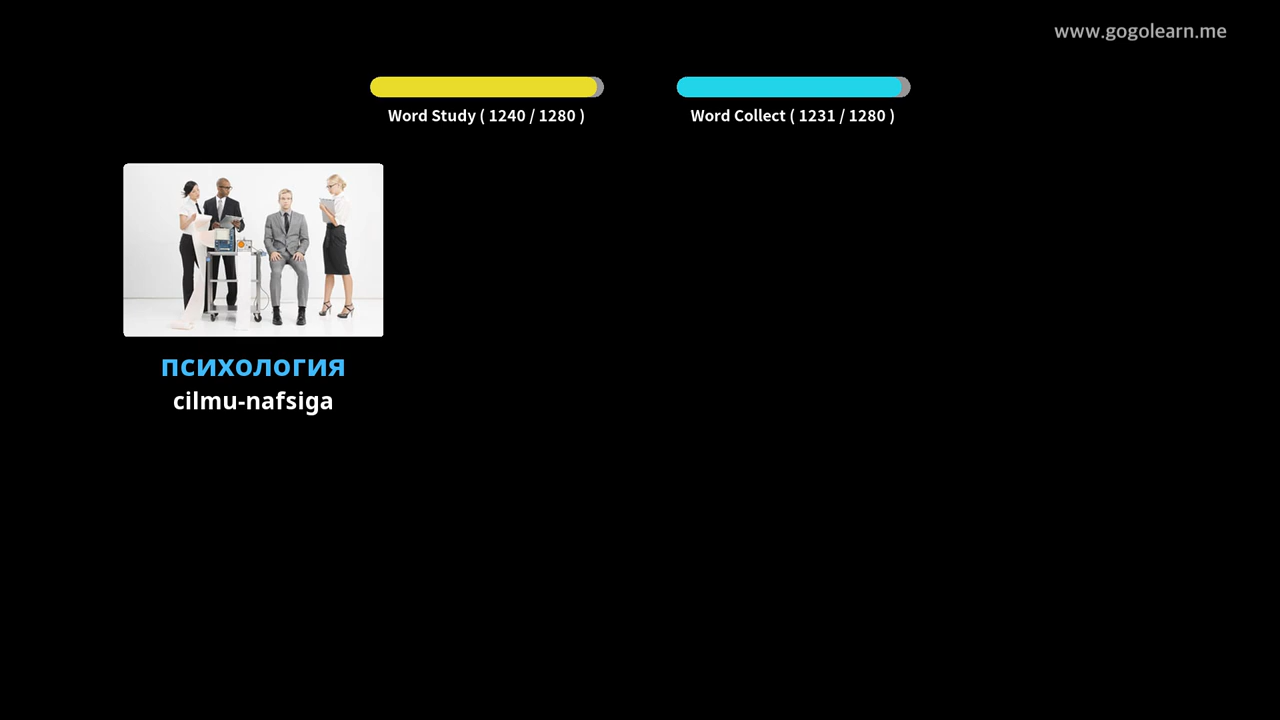 www.gogolearn.me
Word Study ( 1240 / 1280 )
Word Collect ( 1231 / 1280 )
психология
cilmu-nafsiga